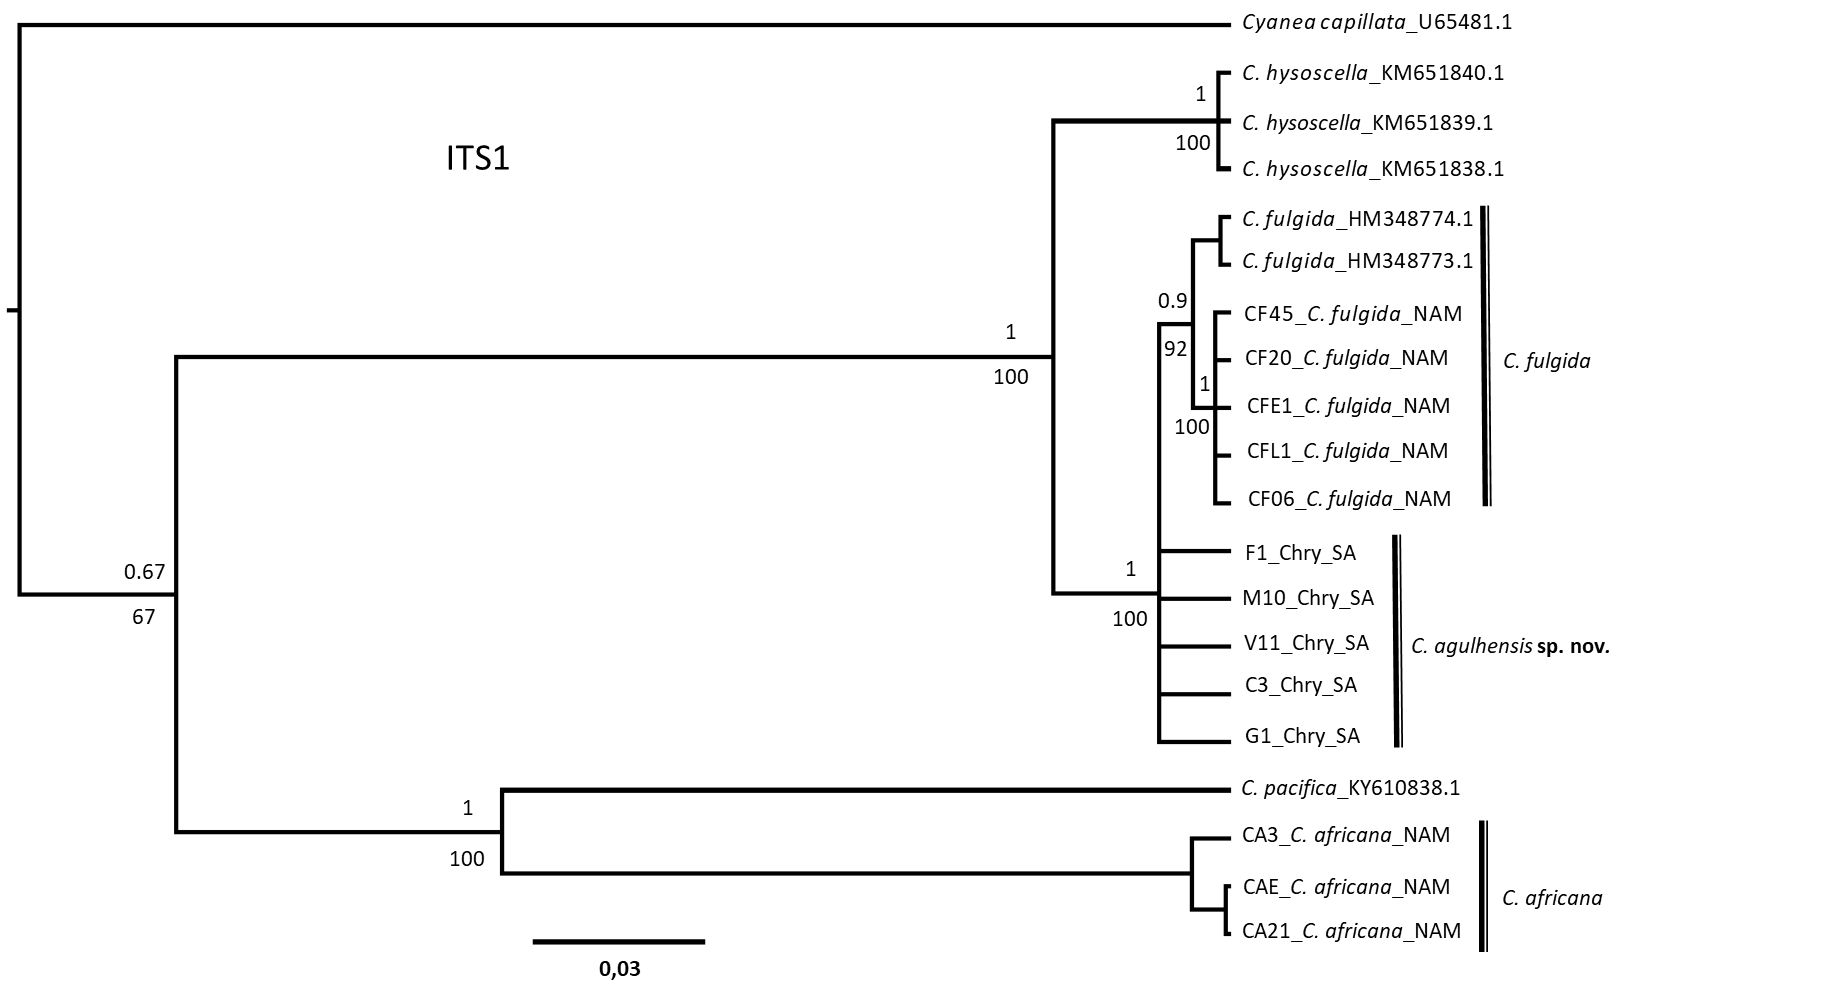 Cyanea capillata_U65481.1
C. hysoscella_KM651840.1
1
C. hysoscella_KM651839.1
100
ITS1
C. hysoscella_KM651838.1
C. fulgida_HM348774.1
C. fulgida_HM348773.1
0.9
CF45_C. fulgida_NAM
1
92
CF20_C. fulgida_NAM
C. fulgida
100
1
CFE1_C. fulgida_NAM
100
CFL1_C. fulgida_NAM
CF06_C. fulgida_NAM
F1_Chry_SA
0.67
1
M10_Chry_SA
67
100
V11_Chry_SA
C. agulhensis sp. nov.
C3_Chry_SA
G1_Chry_SA
C. pacifica_KY610838.1
1
CA3_C. africana_NAM
100
CAE_C. africana_NAM
C. africana
CA21_C. africana_NAM
0,03